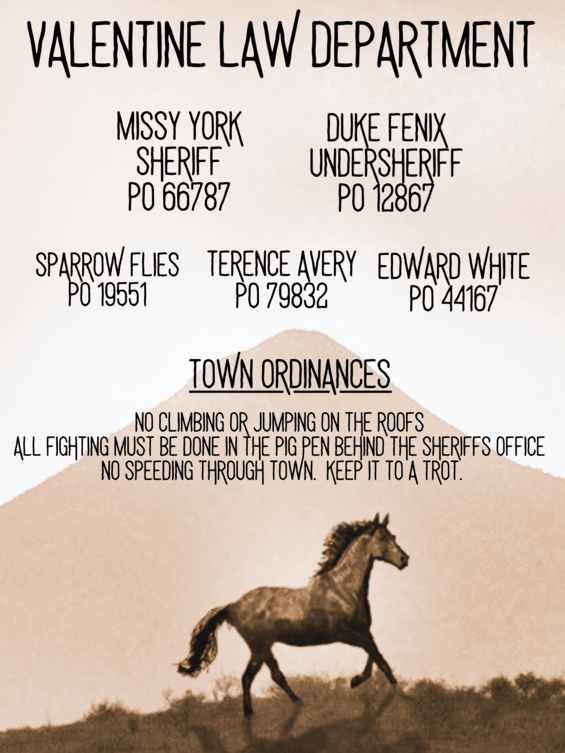 VALENTINE LAW DEPARTMENT
MISSY YORK
SHERIFF
PO 66787
DUKE FENIX
UNDERSHERIFF
PO 12867
SPARROW FLIES
PO 19551
TERENCE AVERY
PO 79832
EDWARD WHITE
PO 44167
TOWN ORDINANCES
NO CLIMBING OR JUMPING ON THE ROOFS
ALL FIGHTING MUST BE DONE IN THE PIG PEN BEHIND THE SHERIFFS OFFICE
NO SPEEDING THROUGH TOWN. KEEP IT TO A TROT.